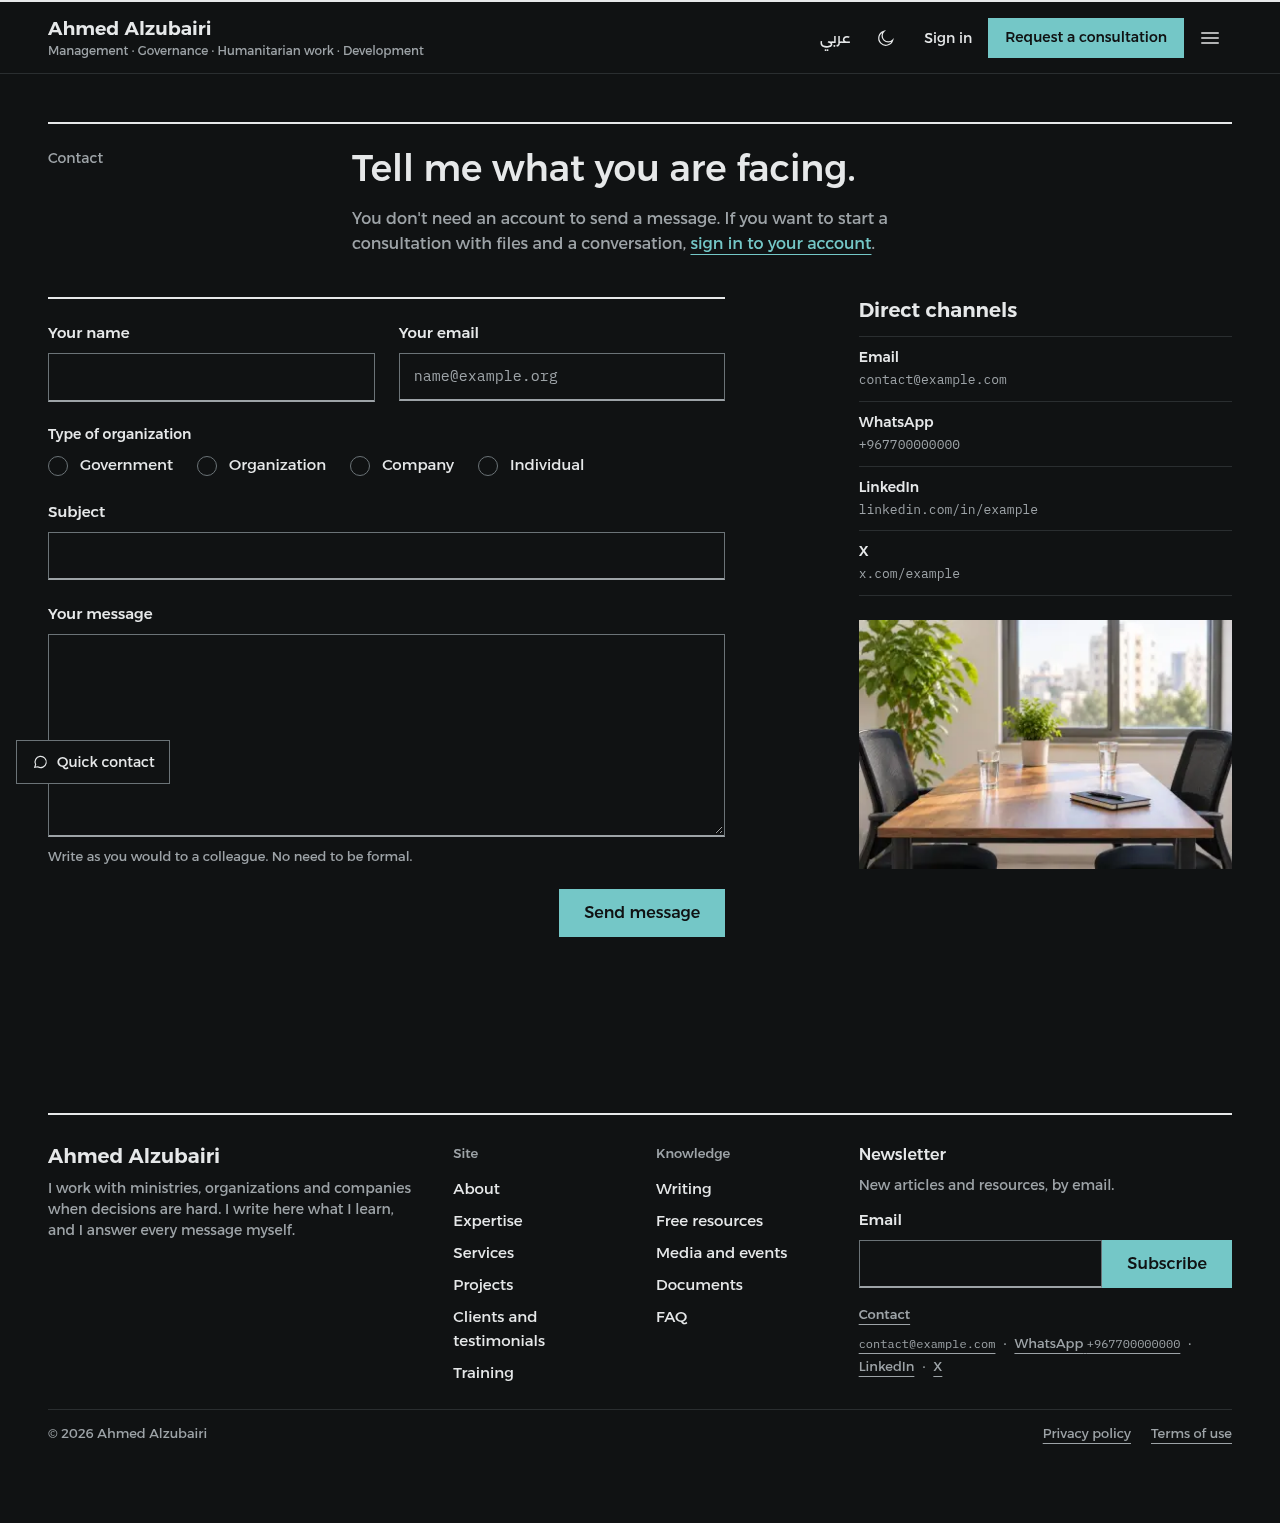 Ahmed Alzubairi
Management · Governance · Humanitarian work · Development
عربي
Sign in
Request a consultation
Contact
Tell me what you are facing.
You don't need an account to send a message. If you want to start a
consultation with files and a conversation, sign in to your account.
Your name
Your email
name@example.org
Type of organization
Government
Organization
Company
Individual
Subject
Your message
Quick contact
Write as you would to a colleague. No need to be formal.
Send message
Direct channels
Email
contact@example.com
WhatsApp
+967700000000
LinkedIn
linkedin.com/in/example
X
x.com/example
Ahmed Alzubairi
I work with ministries, organizations and companies
when decisions are hard. I write here what I learn,
and I answer every message myself.
Site
About
Expertise
Services
Projects
Clients and
testimonials
Training
Knowledge
Writing
Free resources
Media and events
Documents
FAQ
Newsletter
New articles and resources, by email.
Email
Subscribe
Contact
contact@example.com · WhatsApp +967700000000 ·
LinkedIn · X
© 2026 Ahmed Alzubairi
Privacy policy
Terms of use